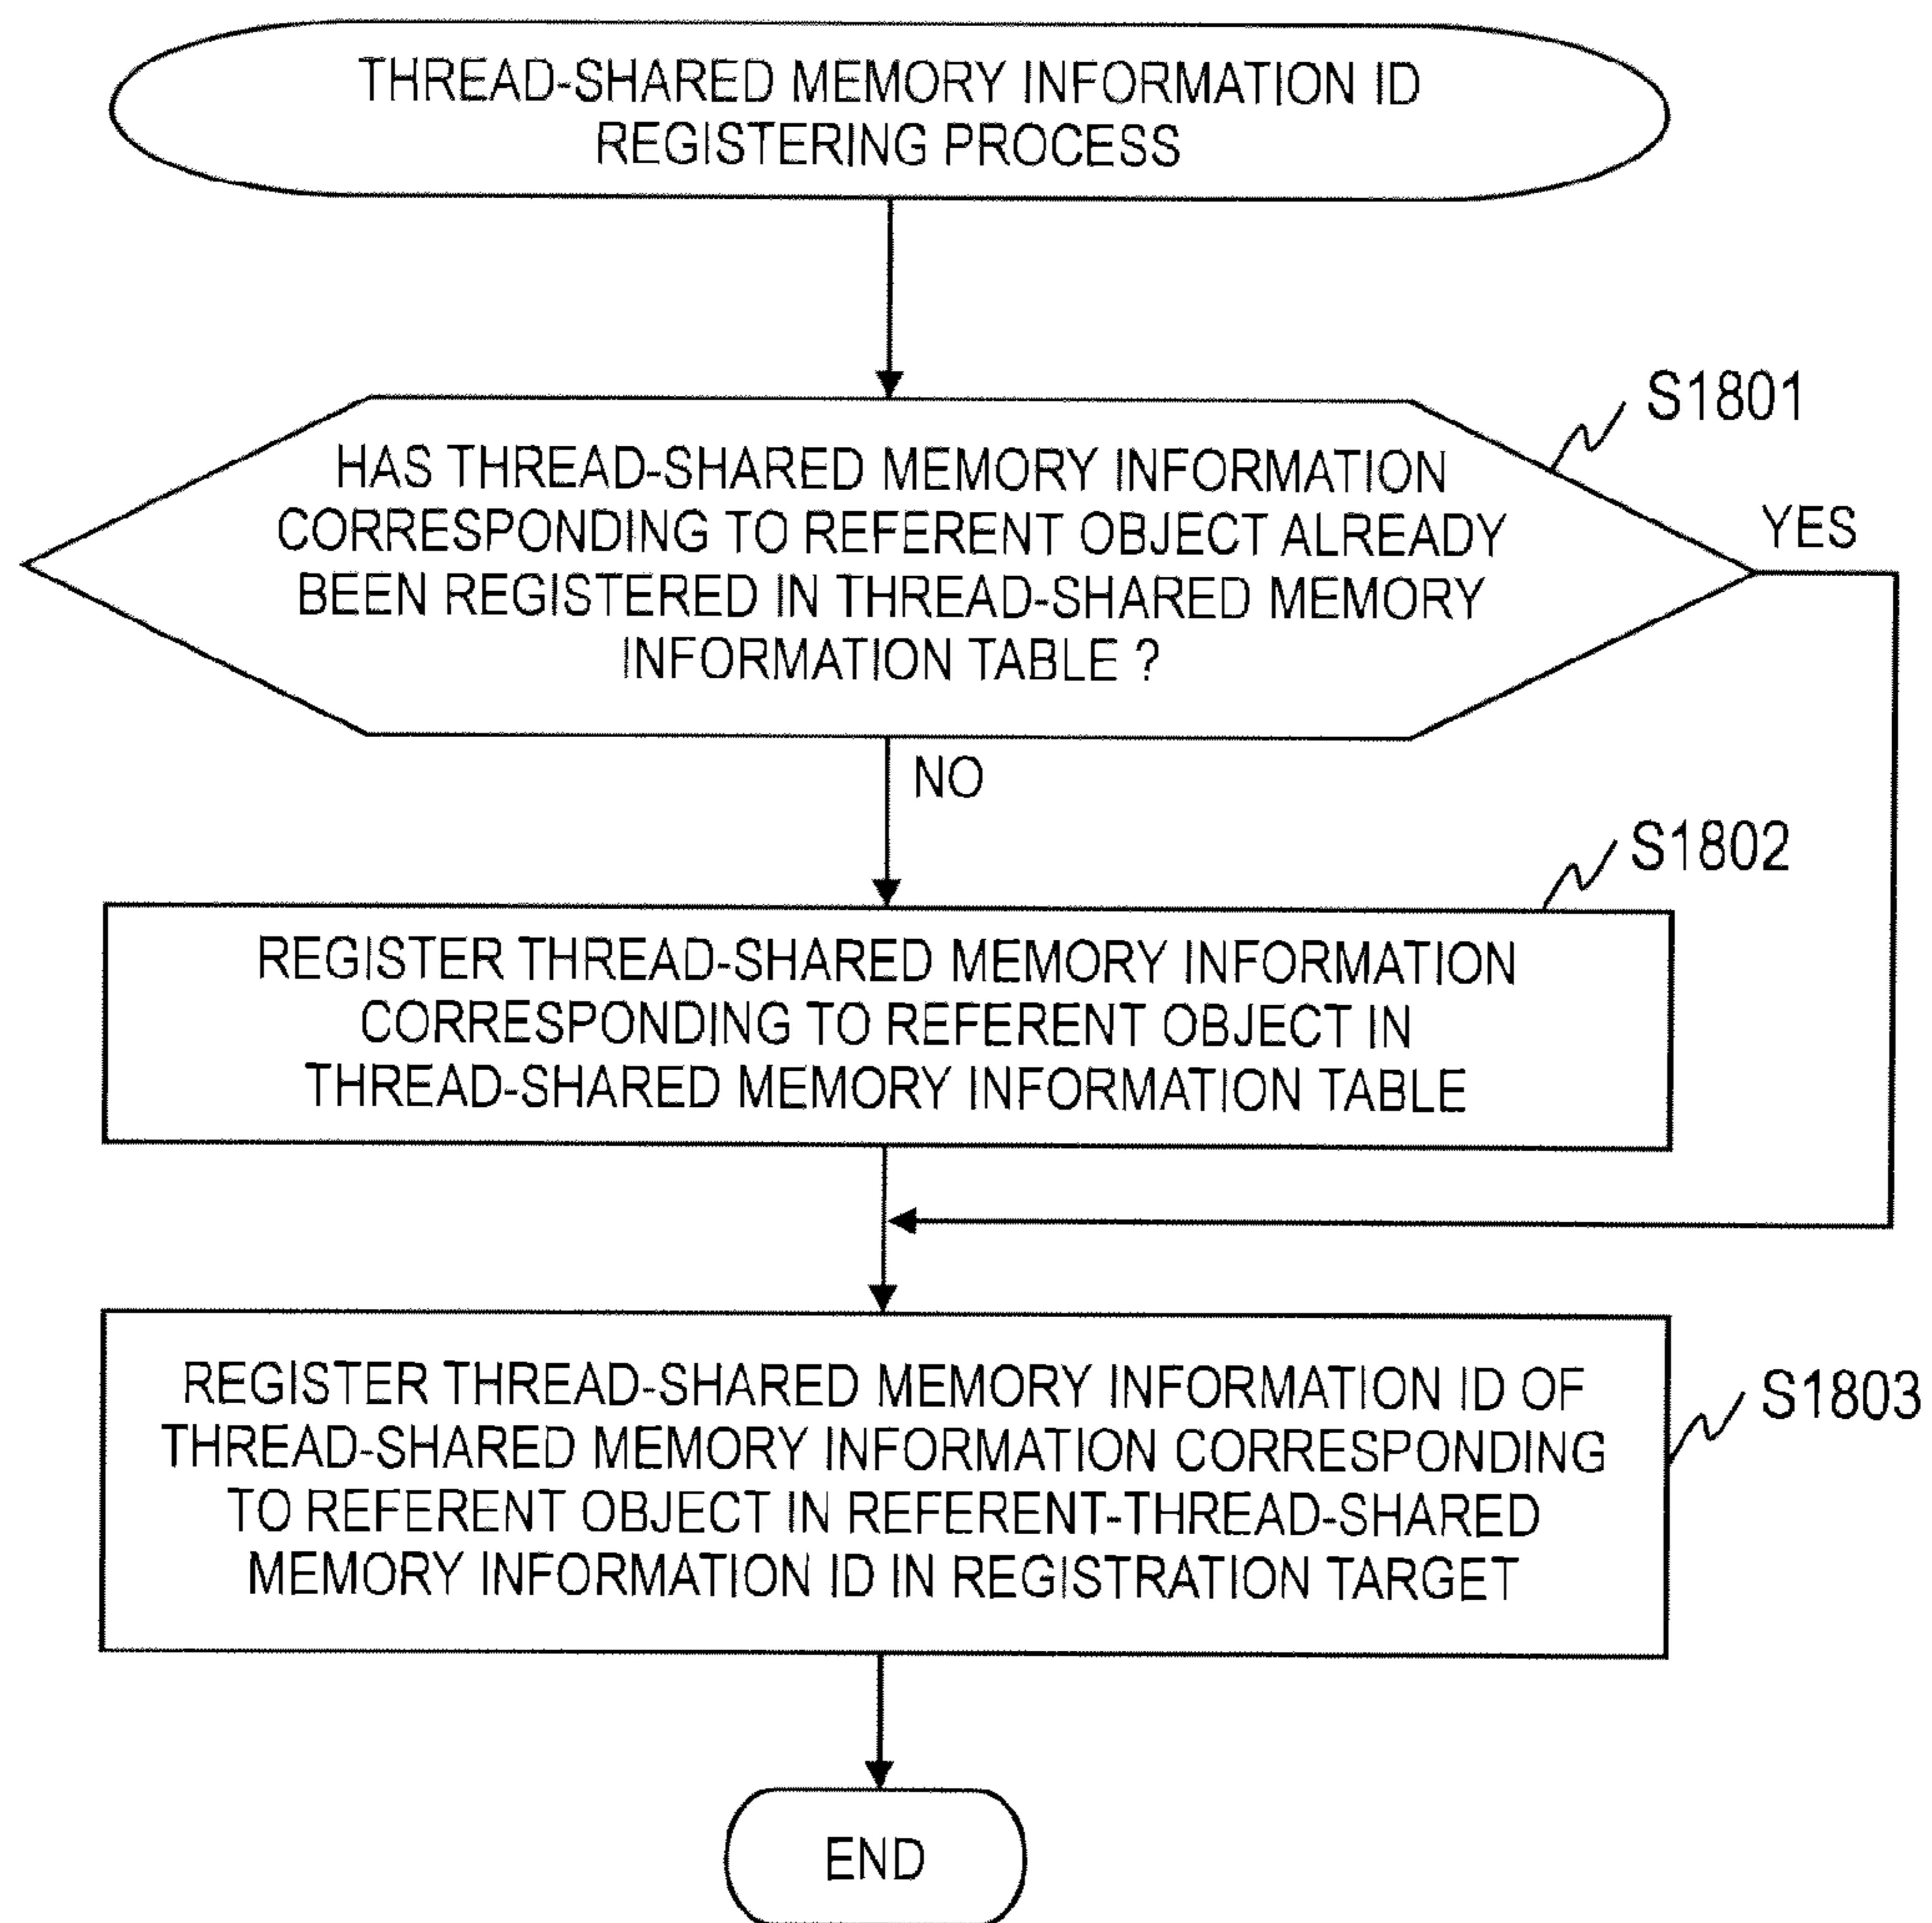 THREAD-SHARED MEMORY INFORMATION ID
REGISTERING PROCESS
S1801
HAS THREAD-SHARED MEMORY INFORMATION
CORRESPONDING TO REFERENT OBJECT ALREADY
BEEN REGISTERED IN THREAD-SHARED MEMORY
INFORMATION TABLE ?
YES
NO
S1802
REGISTER THREAD-SHARED MEMORY INFORMATION
CORRESPONDING TO REFERENT OBJECT IN
THREAD-SHARED MEMORY INFORMATION TABLE
REGISTER THREAD-SHARED MEMORY INFORMATION ID OF
THREAD-SHARED MEMORY INFORMATION CORRESPONDING
TO REFERENT OBJECT IN REFERENT-THREAD-SHARED
MEMORY INFORMATION ID IN REGISTRATION TARGET
S1803
END